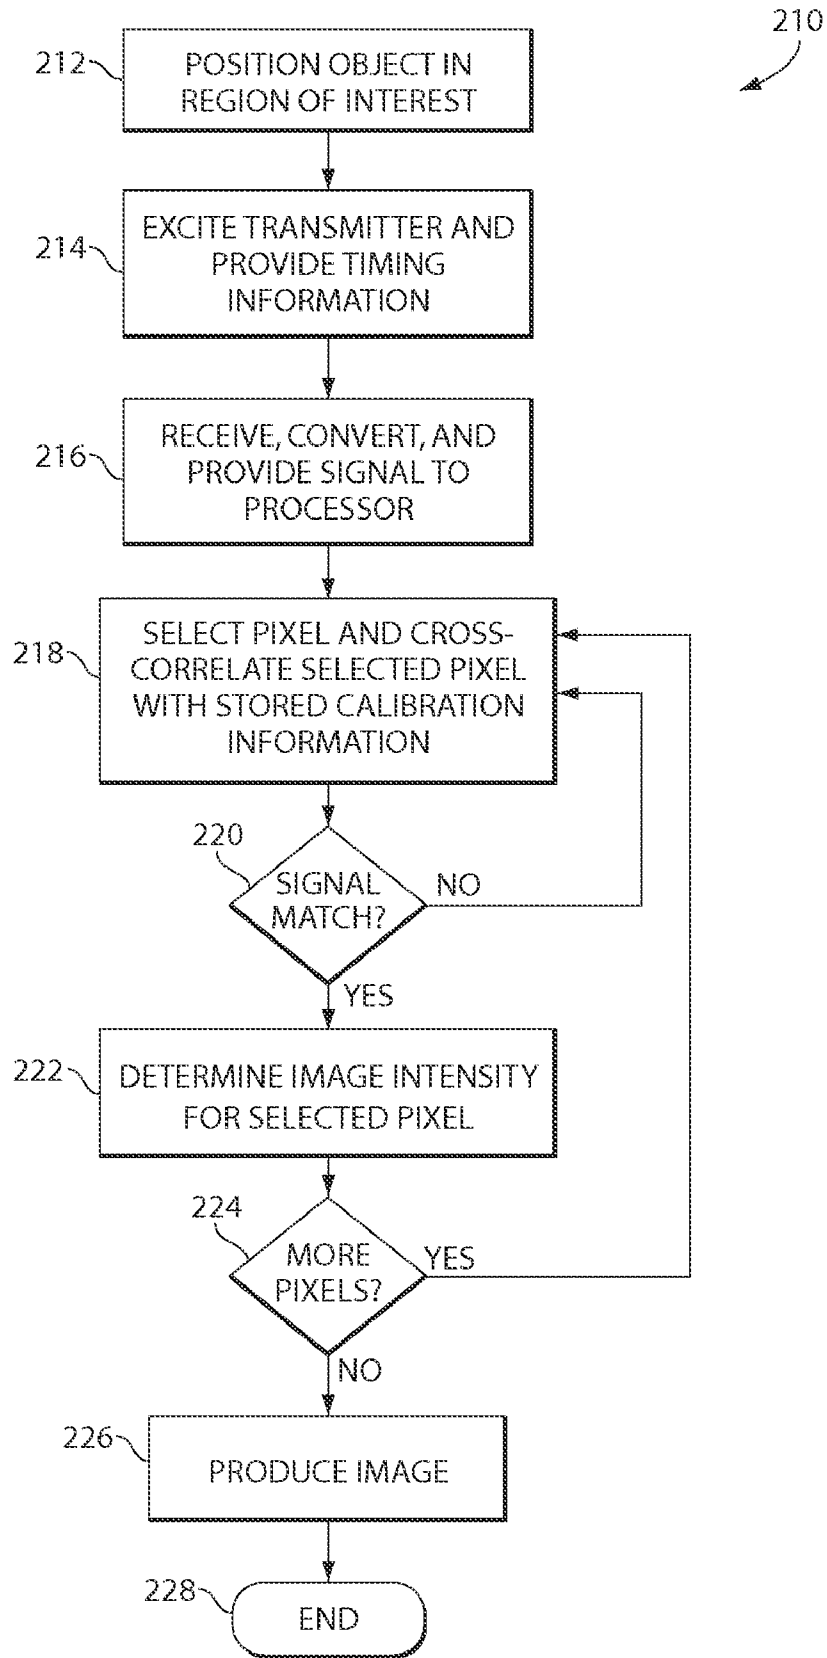 210
212
POSITION OBJECT IN
REGION OF INTEREST
214
EXCITE TRANSMITTER AND
PROVIDE TIMING
INFORMATION
216
RECEIVE, CONVERT, AND
PROVIDE SIGNAL TO
PROCESSOR
218
SELECT PIXEL AND CROSS-
CORRELATE SELECTED PIXEL
WITH STORED CALIBRATION
INFORMATION
220
SIGNAL
MATCH?
NO
YES
222
DETERMINE IMAGE INTENSITY
FOR SELECTED PIXEL
224
MORE
PIXELS?
YES
NO
226
PRODUCE IMAGE
228
END